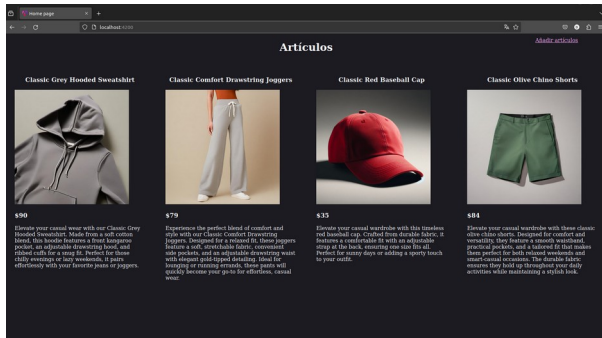 Home page
localhost:4200
Añadir artículos
Artículos
Classic Grey Hooded Sweatshirt
$90
Elevate your casual wear with our Classic Grey
Hooded Sweatshirt. Made from a soft cotton
blend, this hoodie features a front kangaroo
pocket, an adjustable drawstring hood, and
ribbed cuffs for a snug fit. Perfect for those
chilly evenings or lazy weekends, it pairs
effortlessly with your favorite jeans or joggers.
Classic Comfort Drawstring Joggers
$79
Experience the perfect blend of comfort and
style with our Classic Comfort Drawstring
Joggers. Designed for a relaxed fit, these joggers
feature a soft, stretchable fabric, convenient
side pockets, and an adjustable drawstring waist
with elegant gold-tipped detailing. Ideal for
lounging or running errands, these pants will
quickly become your go-to for effortless, casual
wear.
Classic Red Baseball Cap
$35
Elevate your casual wardrobe with this timeless
red baseball cap. Crafted from durable fabric, it
features a comfortable fit with an adjustable
strap at the back, ensuring one size fits all.
Perfect for sunny days or adding a sporty touch
to your outfit.
Classic Olive Chino Shorts
$84
Elevate your casual wardrobe with these classic
olive chino shorts. Designed for comfort and
versatility, they feature a smooth waistband,
practical pockets, and a tailored fit that makes
them perfect for both relaxed weekends and
smart-casual occasions. The durable fabric
ensures they hold up throughout your daily
activities while maintaining a stylish look.